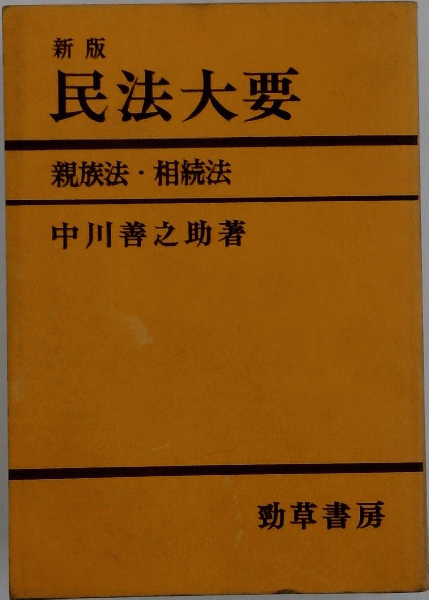 新版
民法大要
親族法・相続法
中川善之助著
勁草書房